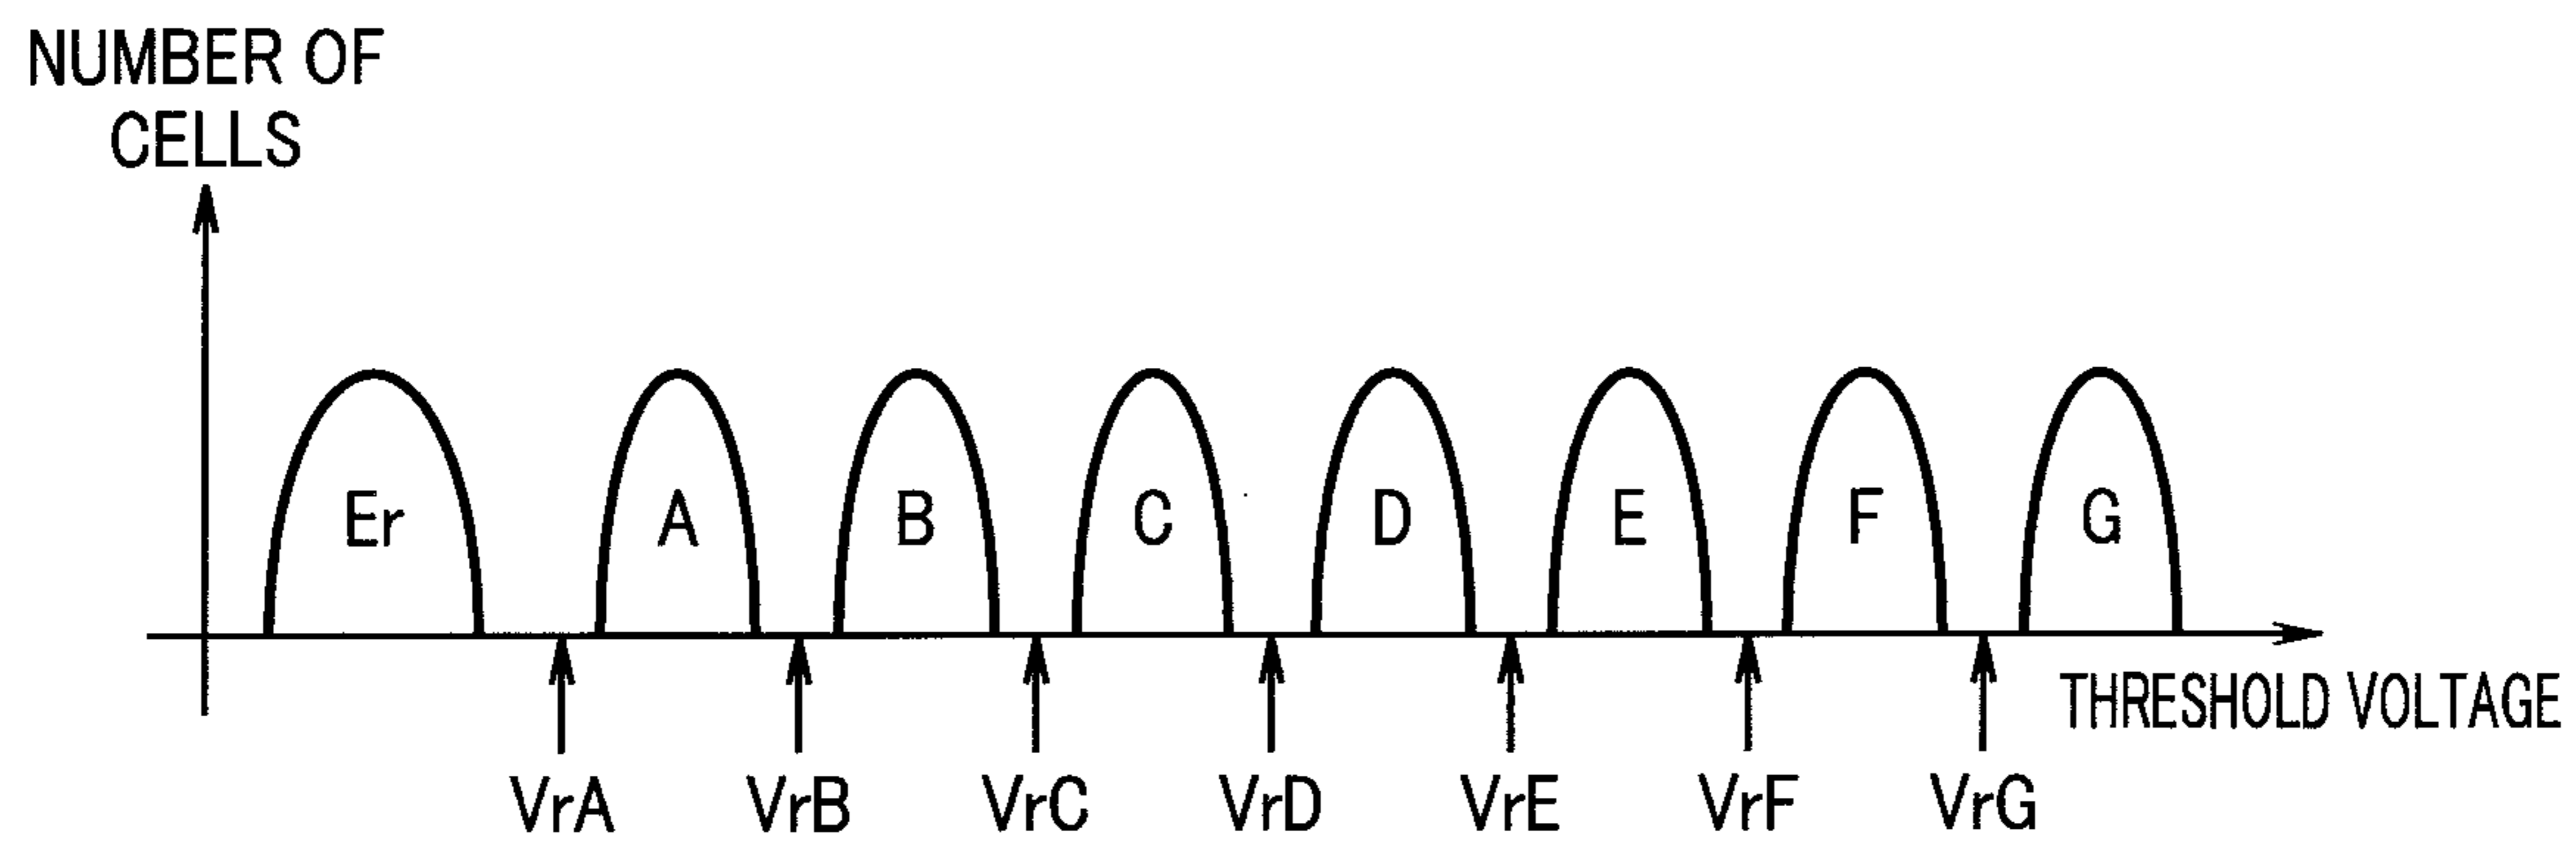 NUMBER OF
CELLS
Er A B C D E F G
THRESHOLD VOLTAGE
VrA VrB VrC VrD VrE VrF VrG